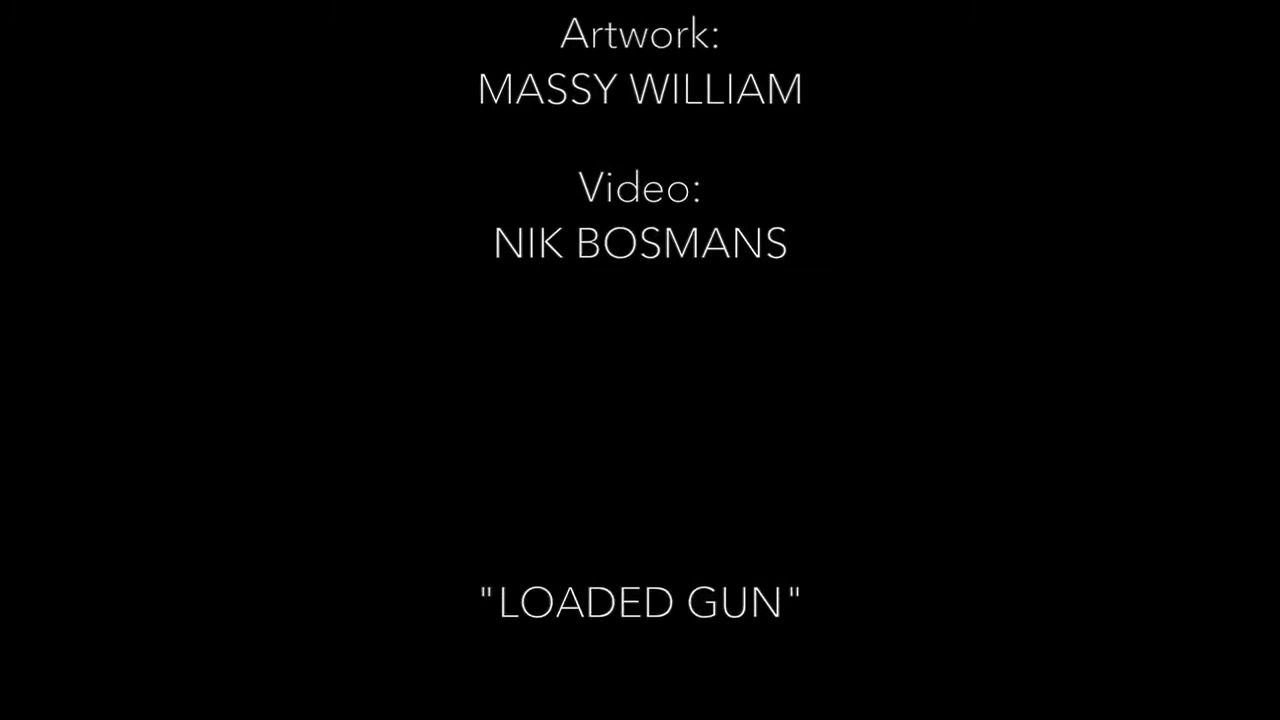 Artwork:
MASSY WILLIAM
Video:
NIK BOSMANS
"LOADED GUN"